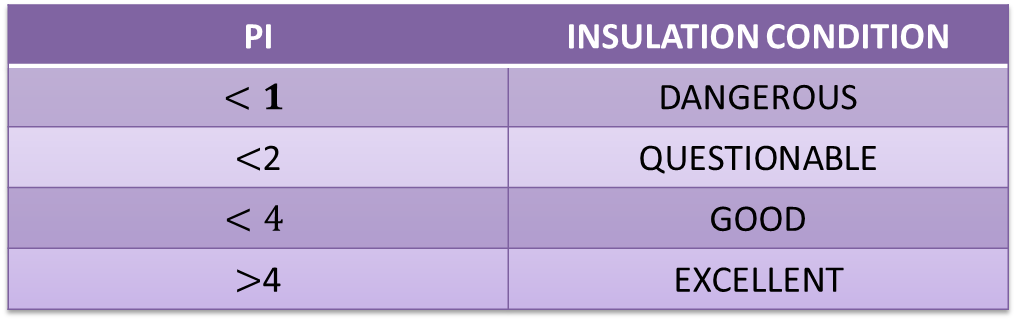 PI INSULATION CONDITION
< 1 DANGEROUS
<2 QUESTIONABLE
< 4 GOOD
>4 EXCELLENT